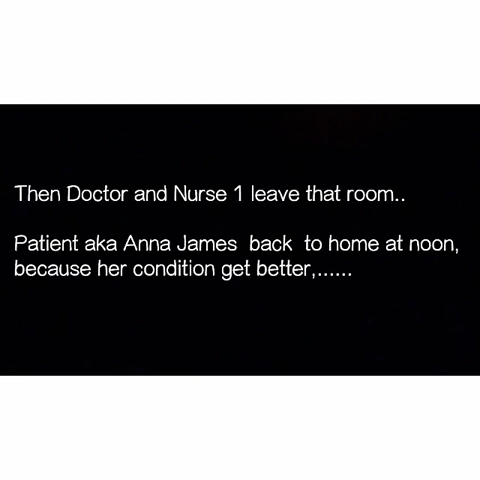 Then Doctor and Nurse 1 leave that room..
Patient aka Anna James  back  to home at noon,
because her condition get better,......